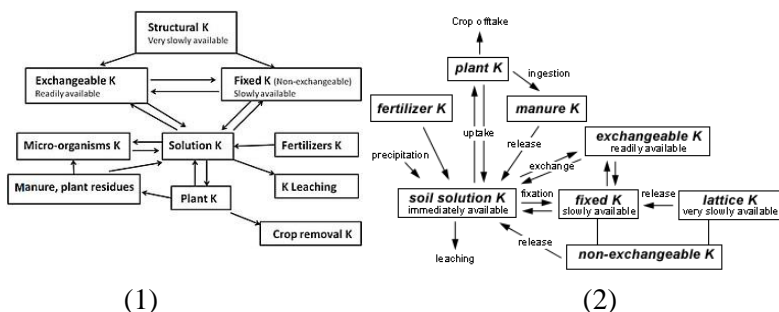 Structural K
Very slowly available
Exchangeable K
Readily available
Fixed K (Non-exchangeable)
Slowly available
Micro-organisms K
Solution K
Fertilizers K
Manure, plant residues
K Leaching
Plant K
Crop removal K
(1)
Crop offtake
plant K
ingestion
fertilizer K
manure K
uptake
release
precipitation
exchangeable K
readily available
exchange
soil solution K
immediately available
fixation
fixed K
slowly available
release
lattice K
very slowly available
release
non-exchangeable K
leaching
(2)